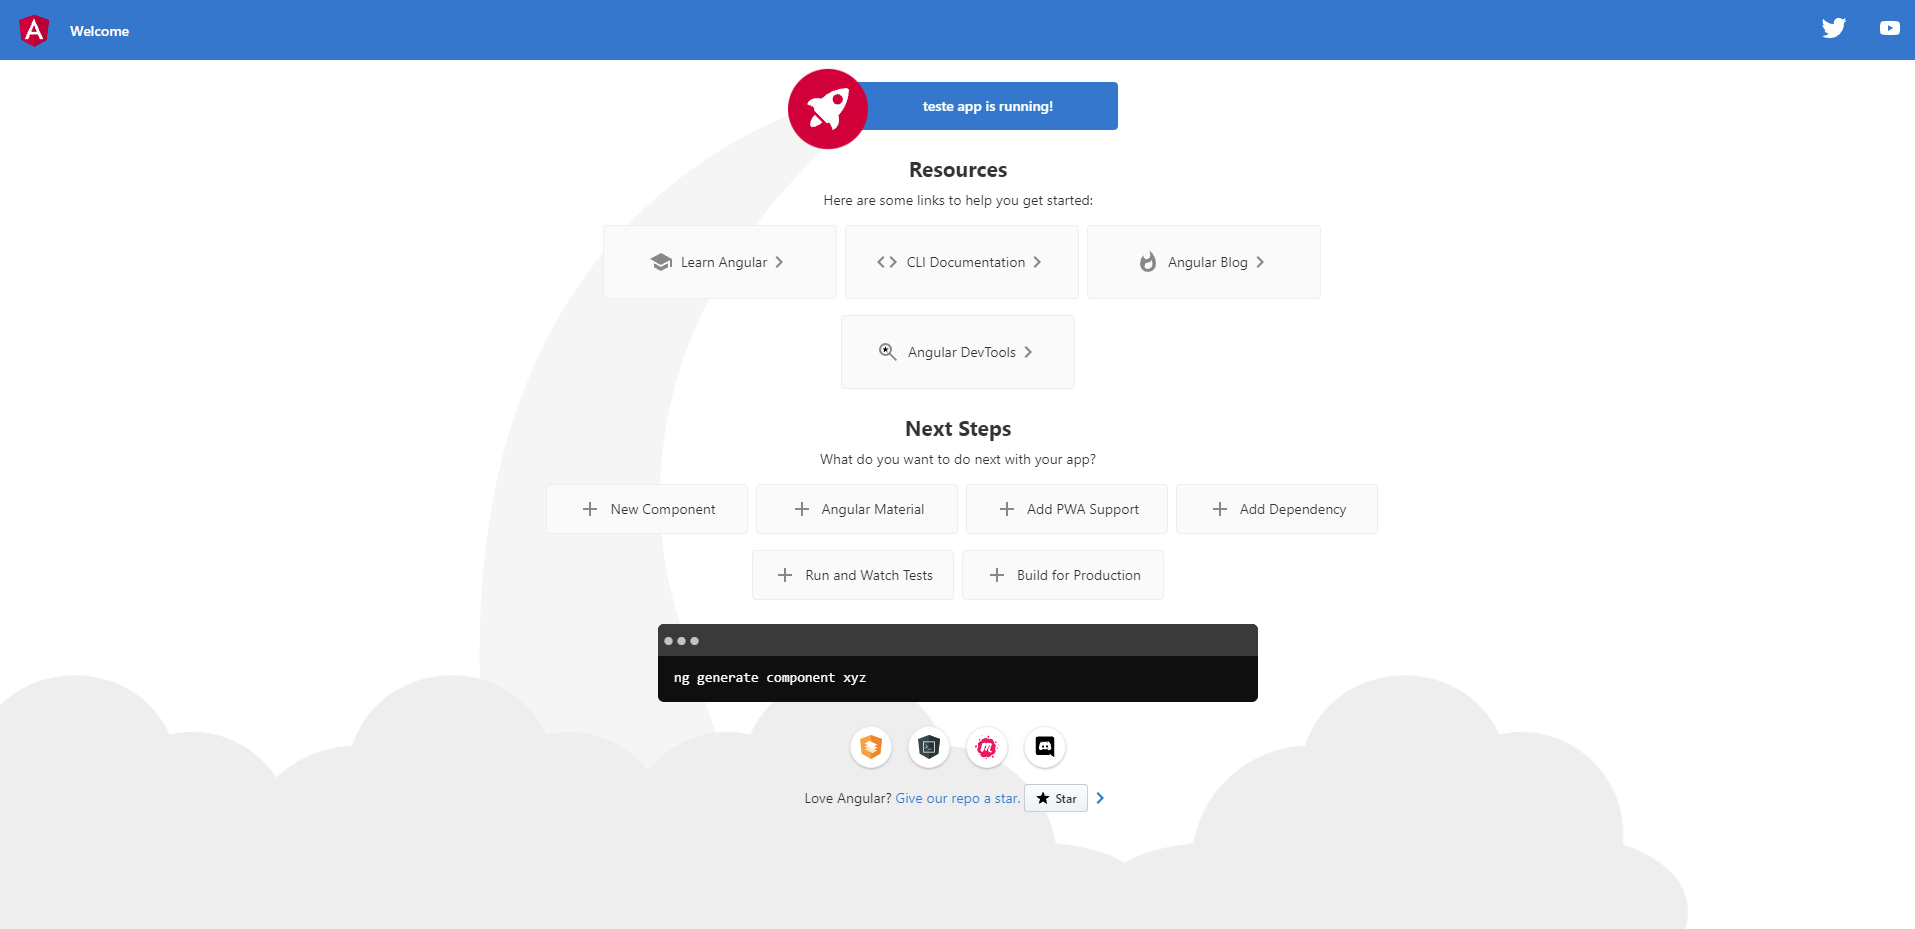 Welcome
teste app is running!
Resources
Here are some links to help you get started:
Learn Angular
CLI Documentation
Angular Blog
Angular DevTools
Next Steps
What do you want to do next with your app?
New Component
Angular Material
Add PWA Support
Add Dependency
Run and Watch Tests
Build for Production
ng generate component xyz
Love Angular? Give our repo a star. Star